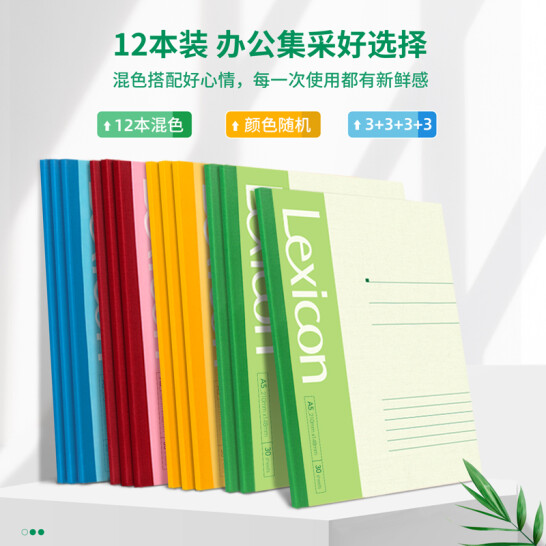 12本装 办公集采好选择
混色搭配好心情，每一次使用都有新鲜感
12本混色
颜色随机
3+3+3+3
Lexicon
A5
30